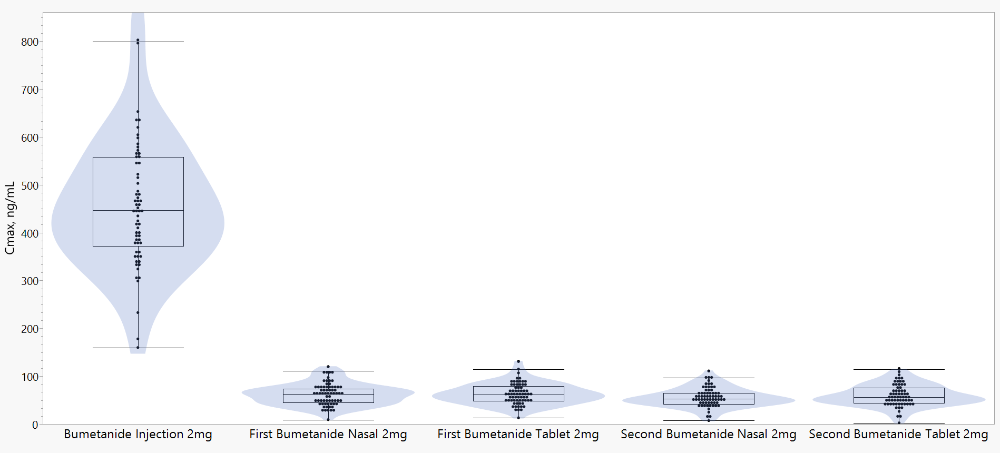 Cmax, ng/mL
800
700
600
500
400
300
200
100
0
Bumetanide Injection 2mg
First Bumetanide Nasal 2mg
First Bumetanide Tablet 2mg
Second Bumetanide Nasal 2mg
Second Bumetanide Tablet 2mg